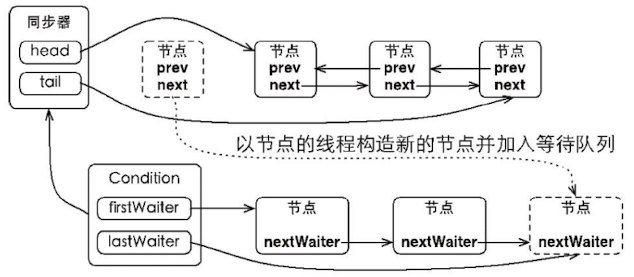 同步器
head
tail
节点
prev
next
节点
prev
next
节点
prev
next
节点
prev
next
以节点的线程构造新的节点并加入等待队列
Condition
firstWaiter
lastWaiter
节点
nextWaiter
节点
nextWaiter
节点
nextWaiter